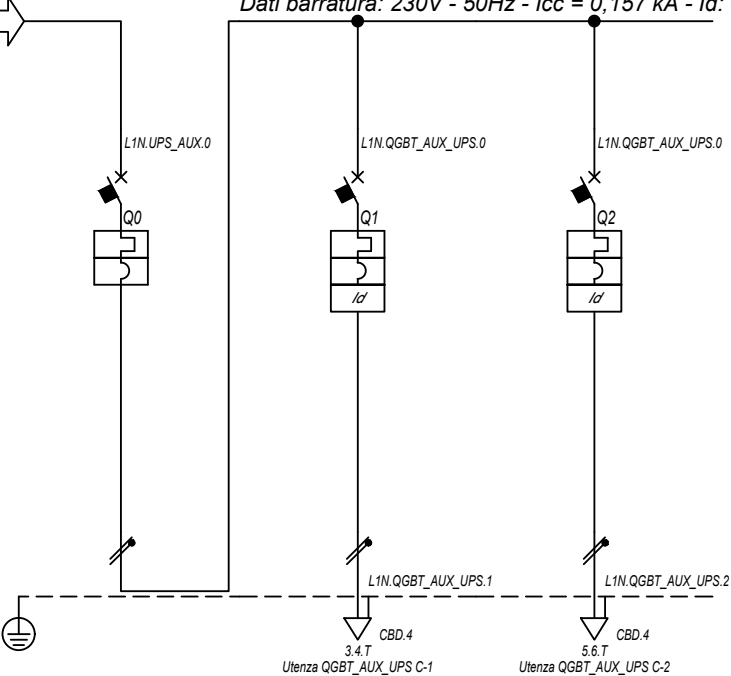 Dati barratura: 230V - 50Hz - Icc = 0,157 kA - Id:
L1N.UPS_AUX.0
L1N.QGBT_AUX_UPS.0
L1N.QGBT_AUX_UPS.0
Q0
Q1
Q2
Id
Id
L1N.QGBT_AUX_UPS.1
L1N.QGBT_AUX_UPS.2
CBD.4
CBD.4
3.4.T
5.6.T
Utenza QGBT_AUX_UPS C-1
Utenza QGBT_AUX_UPS C-2